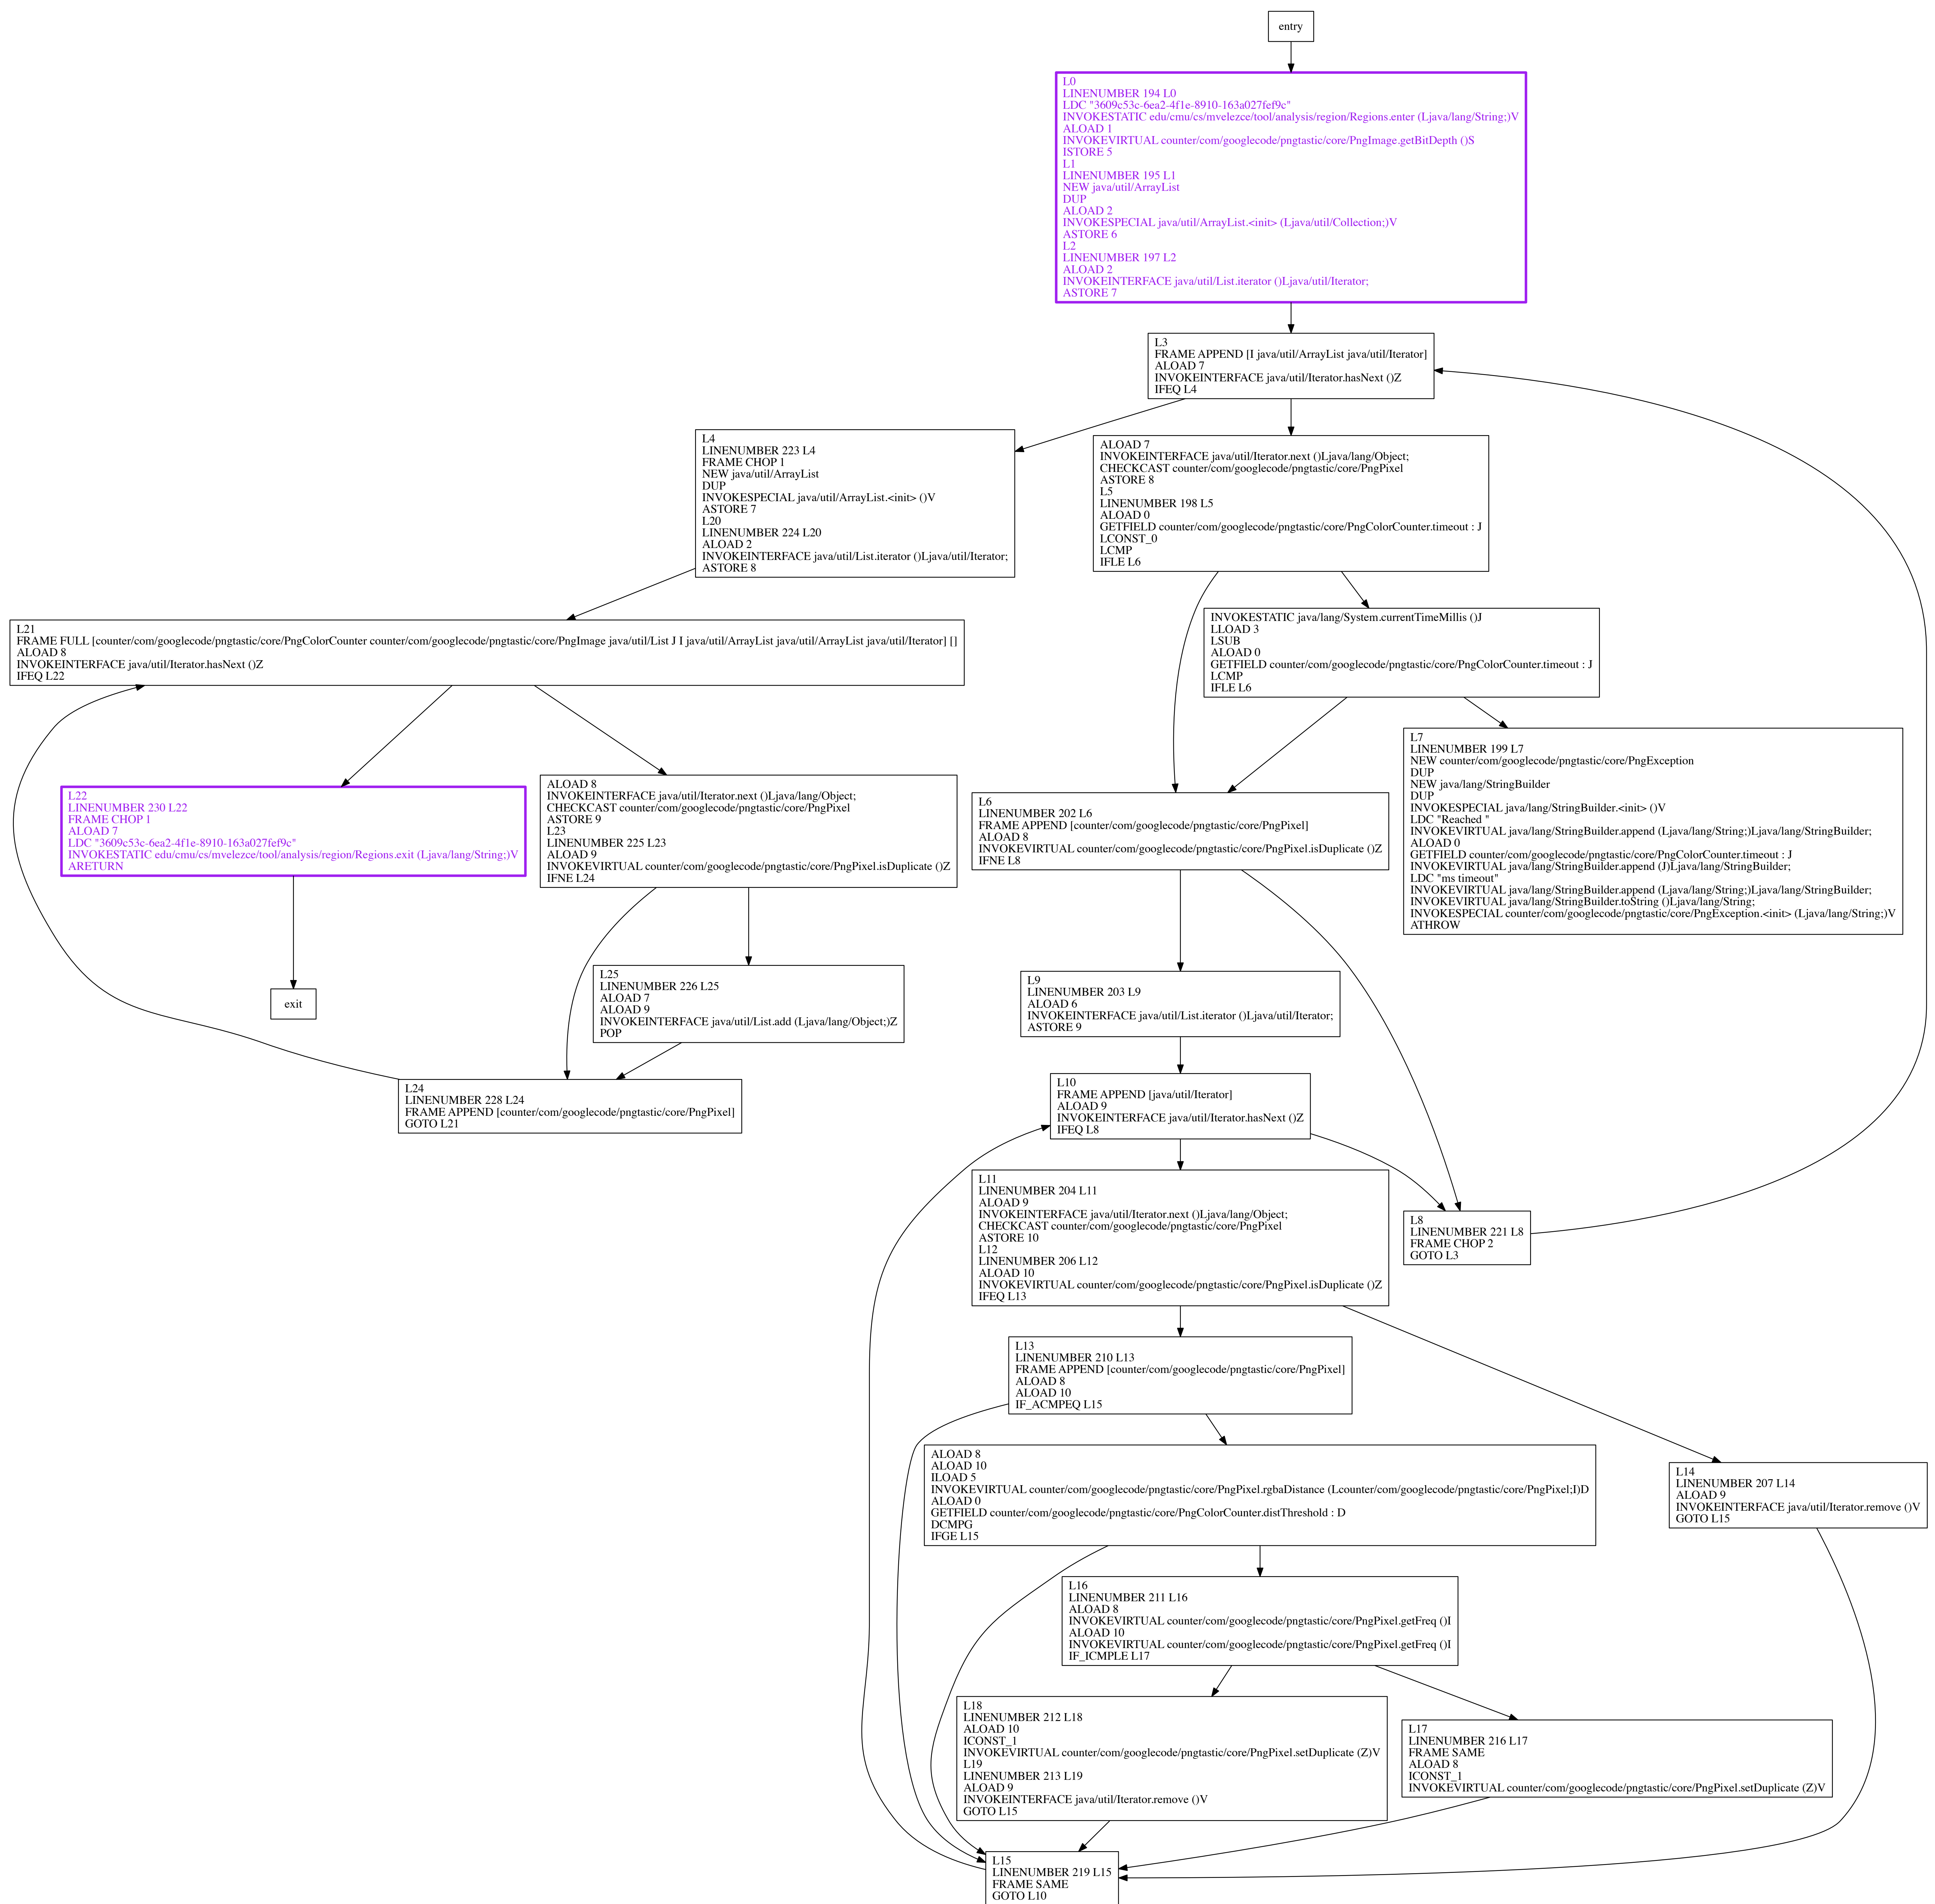 entry
L0
LINENUMBER 194 L0
LDC "3609c53c-6ea2-4f1e-8910-163a027fef9c"
INVOKESTATIC edu/cmu/cs/mvelezce/tool/analysis/region/Regions.enter (Ljava/lang/String;)V
ALOAD 1
INVOKEVIRTUAL counter/com/googlecode/pngtastic/core/PngImage.getBitDepth ()S
ISTORE 5
L1
LINENUMBER 195 L1
NEW java/util/ArrayList
DUP
ALOAD 2
INVOKESPECIAL java/util/ArrayList.<init> (Ljava/util/Collection;)V
ASTORE 6
L2
LINENUMBER 197 L2
ALOAD 2
INVOKEINTERFACE java/util/List.iterator ()Ljava/util/Iterator;
ASTORE 7
L3
FRAME APPEND [I java/util/ArrayList java/util/Iterator]
ALOAD 7
INVOKEINTERFACE java/util/Iterator.hasNext ()Z
IFEQ L4
L4
LINENUMBER 223 L4
FRAME CHOP 1
NEW java/util/ArrayList
DUP
INVOKESPECIAL java/util/ArrayList.<init> ()V
ASTORE 7
L20
LINENUMBER 224 L20
ALOAD 2
INVOKEINTERFACE java/util/List.iterator ()Ljava/util/Iterator;
ASTORE 8
ALOAD 7
INVOKEINTERFACE java/util/Iterator.next ()Ljava/lang/Object;
CHECKCAST counter/com/googlecode/pngtastic/core/PngPixel
ASTORE 8
L5
LINENUMBER 198 L5
ALOAD 0
GETFIELD counter/com/googlecode/pngtastic/core/PngColorCounter.timeout : J
LCONST_0
LCMP
IFLE L6
INVOKESTATIC java/lang/System.currentTimeMillis ()J
LLOAD 3
LSUB
ALOAD 0
GETFIELD counter/com/googlecode/pngtastic/core/PngColorCounter.timeout : J
LCMP
IFLE L6
L21
FRAME FULL [counter/com/googlecode/pngtastic/core/PngColorCounter counter/com/googlecode/pngtastic/core/PngImage java/util/List J I java/util/ArrayList java/util/ArrayList java/util/Iterator] []
ALOAD 8
INVOKEINTERFACE java/util/Iterator.hasNext ()Z
IFEQ L22
L7
LINENUMBER 199 L7
NEW counter/com/googlecode/pngtastic/core/PngException
DUP
NEW java/lang/StringBuilder
DUP
INVOKESPECIAL java/lang/StringBuilder.<init> ()V
LDC "Reached "
INVOKEVIRTUAL java/lang/StringBuilder.append (Ljava/lang/String;)Ljava/lang/StringBuilder;
ALOAD 0
GETFIELD counter/com/googlecode/pngtastic/core/PngColorCounter.timeout : J
INVOKEVIRTUAL java/lang/StringBuilder.append (J)Ljava/lang/StringBuilder;
LDC "ms timeout"
INVOKEVIRTUAL java/lang/StringBuilder.append (Ljava/lang/String;)Ljava/lang/StringBuilder;
INVOKEVIRTUAL java/lang/StringBuilder.toString ()Ljava/lang/String;
INVOKESPECIAL counter/com/googlecode/pngtastic/core/PngException.<init> (Ljava/lang/String;)V
ATHROW
L22
LINENUMBER 230 L22
FRAME CHOP 1
ALOAD 7
LDC "3609c53c-6ea2-4f1e-8910-163a027fef9c"
INVOKESTATIC edu/cmu/cs/mvelezce/tool/analysis/region/Regions.exit (Ljava/lang/String;)V
ARETURN
ALOAD 8
INVOKEINTERFACE java/util/Iterator.next ()Ljava/lang/Object;
CHECKCAST counter/com/googlecode/pngtastic/core/PngPixel
ASTORE 9
L23
LINENUMBER 225 L23
ALOAD 9
INVOKEVIRTUAL counter/com/googlecode/pngtastic/core/PngPixel.isDuplicate ()Z
IFNE L24
L6
LINENUMBER 202 L6
FRAME APPEND [counter/com/googlecode/pngtastic/core/PngPixel]
ALOAD 8
INVOKEVIRTUAL counter/com/googlecode/pngtastic/core/PngPixel.isDuplicate ()Z
IFNE L8
exit
L25
LINENUMBER 226 L25
ALOAD 7
ALOAD 9
INVOKEINTERFACE java/util/List.add (Ljava/lang/Object;)Z
POP
L9
LINENUMBER 203 L9
ALOAD 6
INVOKEINTERFACE java/util/List.iterator ()Ljava/util/Iterator;
ASTORE 9
L24
LINENUMBER 228 L24
FRAME APPEND [counter/com/googlecode/pngtastic/core/PngPixel]
GOTO L21
L10
FRAME APPEND [java/util/Iterator]
ALOAD 9
INVOKEINTERFACE java/util/Iterator.hasNext ()Z
IFEQ L8
L11
LINENUMBER 204 L11
ALOAD 9
INVOKEINTERFACE java/util/Iterator.next ()Ljava/lang/Object;
CHECKCAST counter/com/googlecode/pngtastic/core/PngPixel
ASTORE 10
L12
LINENUMBER 206 L12
ALOAD 10
INVOKEVIRTUAL counter/com/googlecode/pngtastic/core/PngPixel.isDuplicate ()Z
IFEQ L13
L8
LINENUMBER 221 L8
FRAME CHOP 2
GOTO L3
L13
LINENUMBER 210 L13
FRAME APPEND [counter/com/googlecode/pngtastic/core/PngPixel]
ALOAD 8
ALOAD 10
IF_ACMPEQ L15
ALOAD 8
ALOAD 10
ILOAD 5
INVOKEVIRTUAL counter/com/googlecode/pngtastic/core/PngPixel.rgbaDistance (Lcounter/com/googlecode/pngtastic/core/PngPixel;I)D
ALOAD 0
GETFIELD counter/com/googlecode/pngtastic/core/PngColorCounter.distThreshold : D
DCMPG
IFGE L15
L14
LINENUMBER 207 L14
ALOAD 9
INVOKEINTERFACE java/util/Iterator.remove ()V
GOTO L15
L16
LINENUMBER 211 L16
ALOAD 8
INVOKEVIRTUAL counter/com/googlecode/pngtastic/core/PngPixel.getFreq ()I
ALOAD 10
INVOKEVIRTUAL counter/com/googlecode/pngtastic/core/PngPixel.getFreq ()I
IF_ICMPLE L17
L18
LINENUMBER 212 L18
ALOAD 10
ICONST_1
INVOKEVIRTUAL counter/com/googlecode/pngtastic/core/PngPixel.setDuplicate (Z)V
L19
LINENUMBER 213 L19
ALOAD 9
INVOKEINTERFACE java/util/Iterator.remove ()V
GOTO L15
L17
LINENUMBER 216 L17
FRAME SAME
ALOAD 8
ICONST_1
INVOKEVIRTUAL counter/com/googlecode/pngtastic/core/PngPixel.setDuplicate (Z)V
L15
LINENUMBER 219 L15
FRAME SAME
GOTO L10